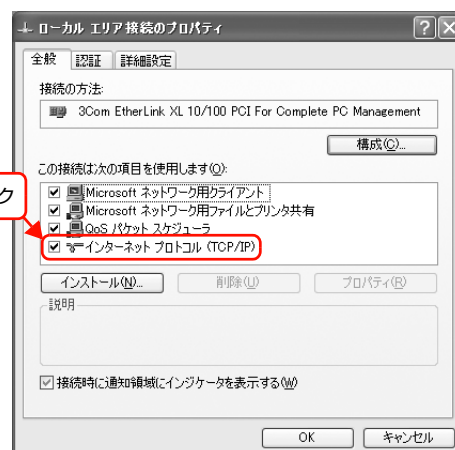 ローカル エリア接続のプロパティ
全般 認証 詳細設定
接続の方法:
3Com EtherLink XL 10/100 PCI For Complete PC Management
構成(C)...
この接続は次の項目を使用します(O):
ク
Microsoft ネットワーク用クライアント
Microsoft ネットワーク用ファイルとプリンタ共有
QoS パケット スケジューラ
インターネット プロトコル (TCP/IP)
インストール(N)... 削除(U) プロパティ(R)
説明
接続時に通知領域にインジケータを表示する(W)
OK キャンセル